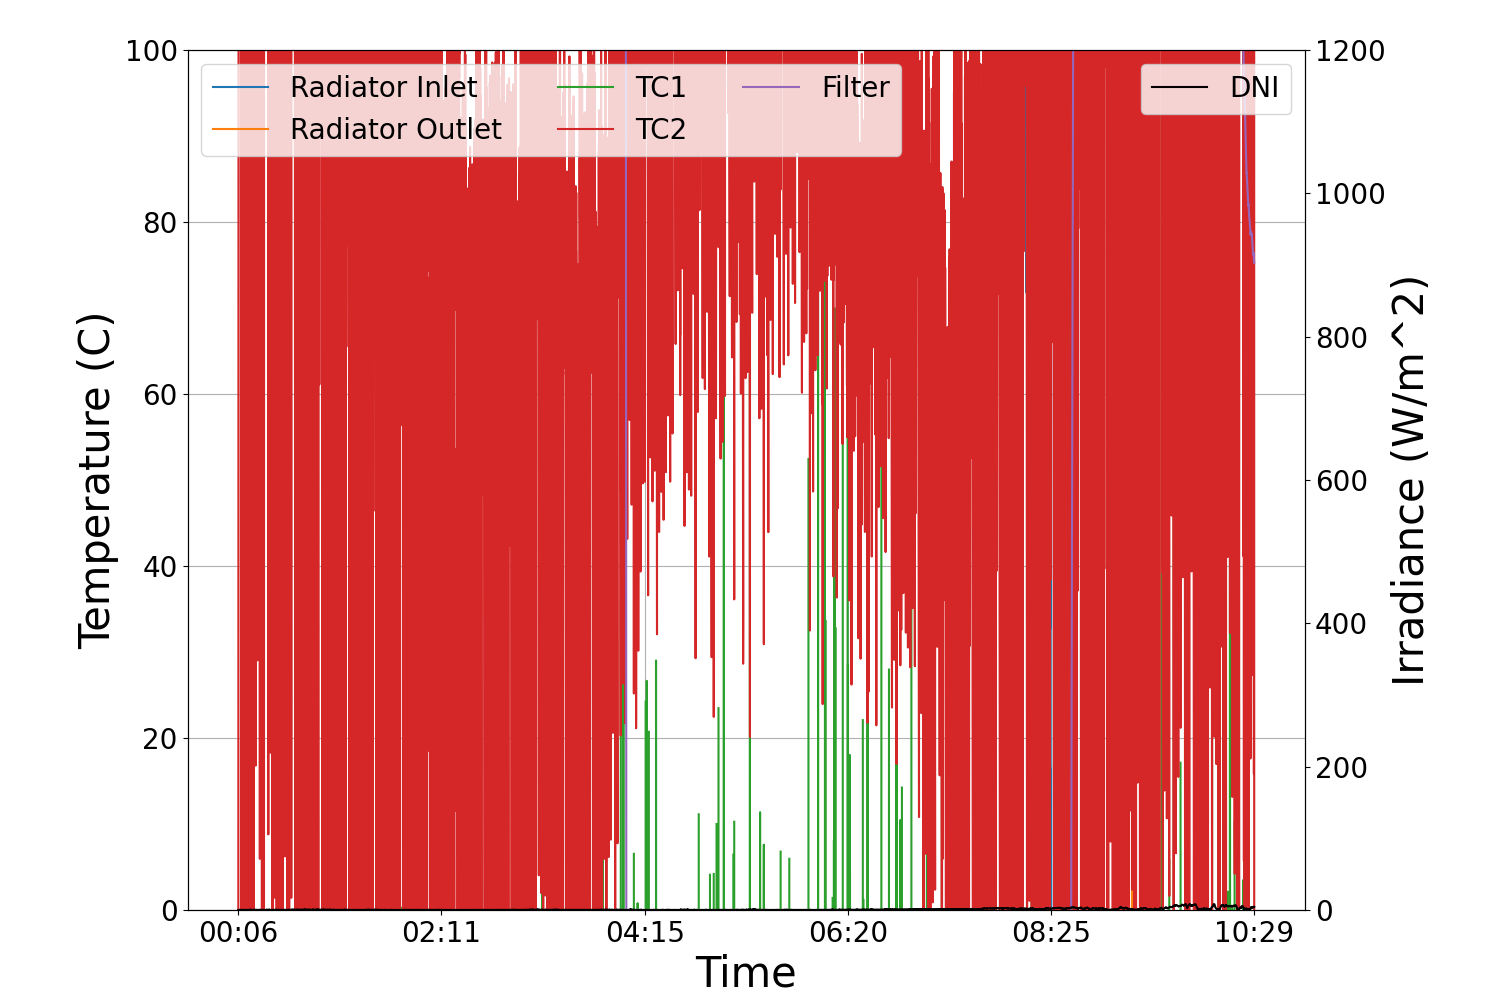 100
80
60
40
20
0
Temperature (C)
Radiator Inlet
Radiator Outlet
TC1
TC2
Filter
DNI
1200
1000
800
600
400
200
0
Irradiance (W/m^2)
00:06
02:11
04:15
06:20
08:25
10:29
Time